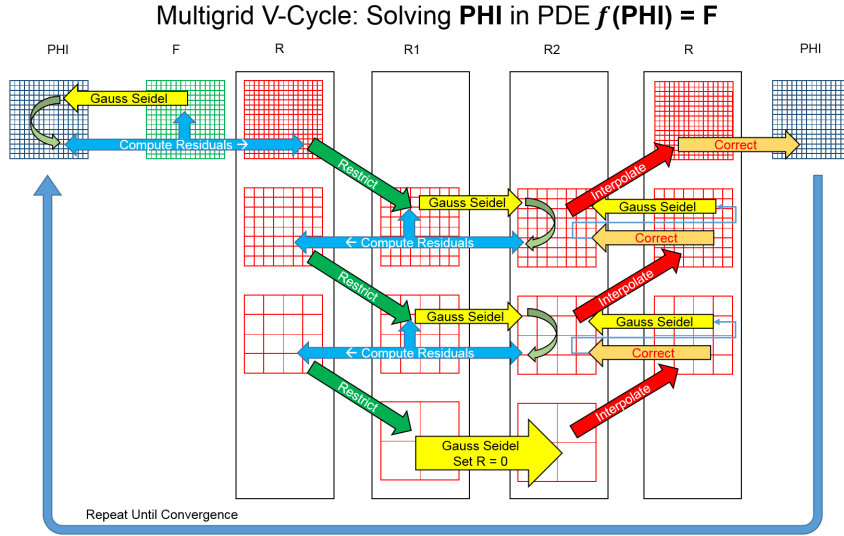 Multigrid V-Cycle: Solving PHI in PDE f(PHI) = F
PHI
F
R
R1
R2
R
PHI
Gauss Seidel
Compute Residuals →
Correct
Restrict
Interpolate
Gauss Seidel
Gauss Seidel
← Compute Residuals
Correct
Restrict
Interpolate
Gauss Seidel
Gauss Seidel
← Compute Residuals
Correct
Restrict
Interpolate
Gauss Seidel
Set R = 0
Repeat Until Convergence